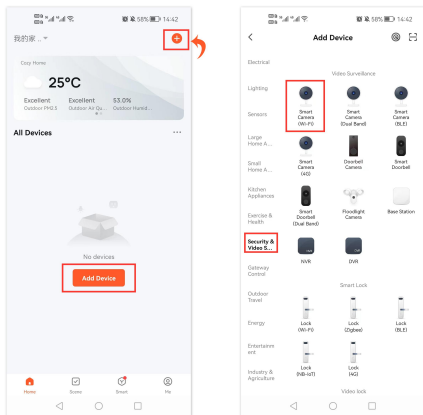 58% 14:42
我的家 ..
Cozy Home
25°C
Excellent Excellent 53.0%
Outdoor PM2.5 Outdoor Air Qu... Outdoor Humid...
All Devices
No devices
Add Device
Home Scene Smart Me
58% 14:42
Add Device
Electrical
Lighting
Sensors
Large
Home A...
Small
Home A...
Kitchen
Appliances
Exercise &
Health
Security &
Video S...
Gateway
Control
Outdoor
Travel
Energy
Entertainm
ent
Industry &
Agriculture
Video Surveillance
Smart
Camera
(Wi-Fi)
Smart
Camera
(Dual Band)
Smart
Camera
(BLE)
Smart
Camera
(4G)
Doorbell
Camera
Smart
Doorbell
Smart
Doorbell
(Dual Band)
Floodlight
Camera
Base Station
NVR
DVR
Smart Lock
Lock
(Wi-Fi)
Lock
(Zigbee)
Lock
(BLE)
Lock
(NB-IoT)
Lock
(4G)
Video lock